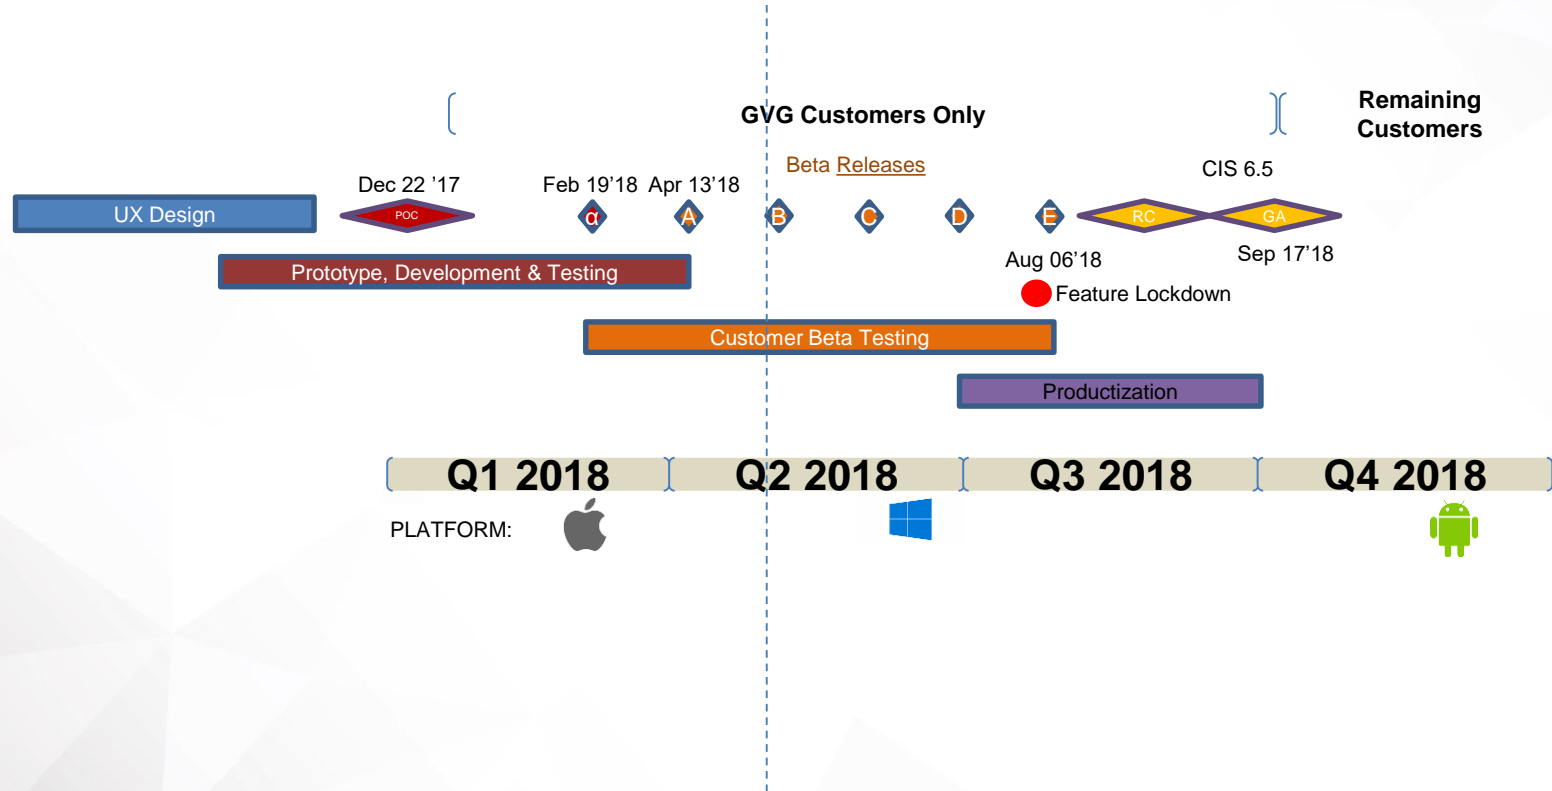 GVG Customers Only
Remaining
Customers
Beta Releases
CIS 6.5
Dec 22 ’17
Feb 19’18
Apr 13’18
UX Design
POC
α
A
B
C
D
E
RC
GA
Sep 17’18
Aug 06’18
Prototype, Development & Testing
Feature Lockdown
Customer Beta Testing
Productization
Q1 2018
Q2 2018
Q3 2018
Q4 2018
PLATFORM: